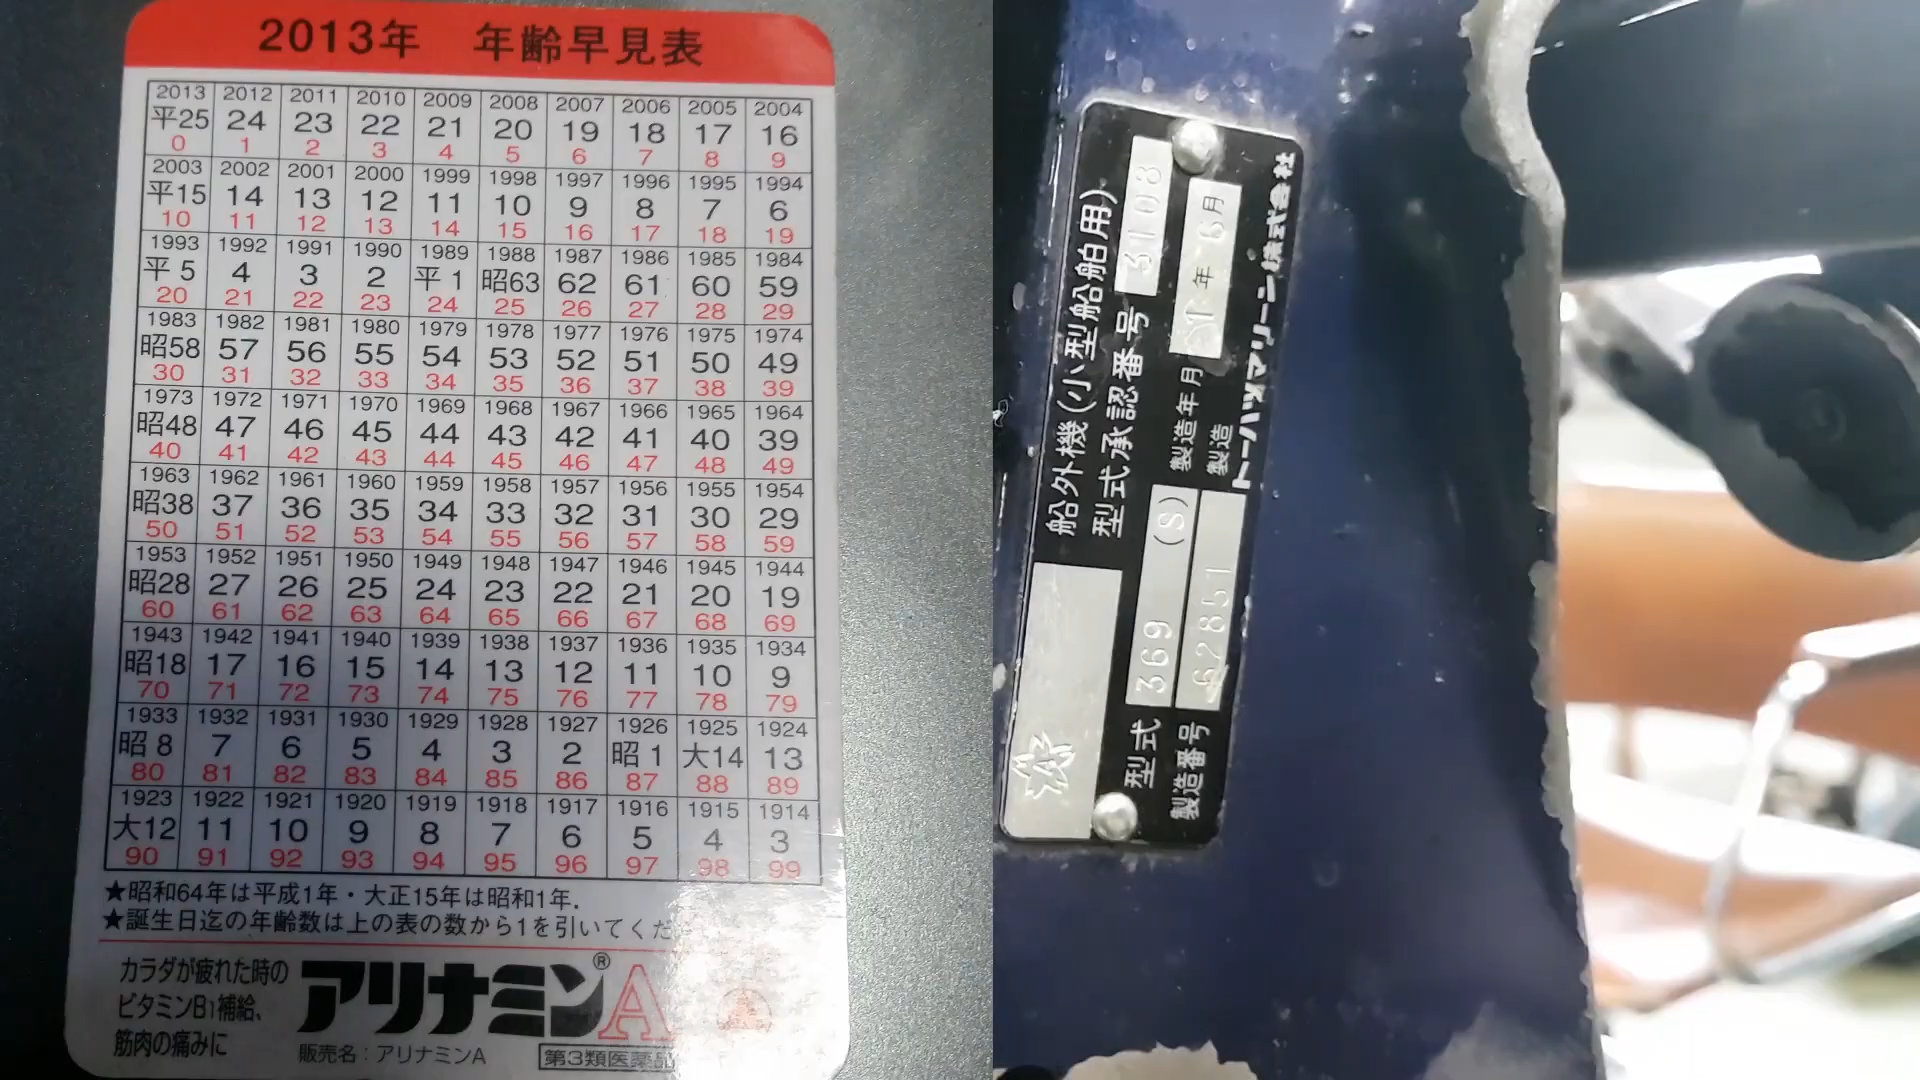 2013年 年齢早見表
2013 2012 2011 2010 2009 2008 2007 2006 2005 2004
平25 24 23 22 21 20 19 18 17 16
0 1 2 3 4 5 6 7 8 9
2003 2002 2001 2000 1999 1998 1997 1996 1995 1994
平15 14 13 12 11 10 9 8 7 6
10 11 12 13 14 15 16 17 18 19
1993 1992 1991 1990 1989 1988 1987 1986 1985 1984
平5 4 3 2 平1 昭63 62 61 60 59
20 21 22 23 24 25 26 27 28 29
1983 1982 1981 1980 1979 1978 1977 1976 1975 1974
昭58 57 56 55 54 53 52 51 50 49
30 31 32 33 34 35 36 37 38 39
1973 1972 1971 1970 1969 1968 1967 1966 1965 1964
昭48 47 46 45 44 43 42 41 40 39
40 41 42 43 44 45 46 47 48 49
1963 1962 1961 1960 1959 1958 1957 1956 1955 1954
昭38 37 36 35 34 33 32 31 30 29
50 51 52 53 54 55 56 57 58 59
1953 1952 1951 1950 1949 1948 1947 1946 1945 1944
昭28 27 26 25 24 23 22 21 20 19
60 61 62 63 64 65 66 67 68 69
1943 1942 1941 1940 1939 1938 1937 1936 1935 1934
昭18 17 16 15 14 13 12 11 10 9
70 71 72 73 74 75 76 77 78 79
1933 1932 1931 1930 1929 1928 1927 1926 1925 1924
昭8 7 6 5 4 3 2 昭1 大14 13
80 81 82 83 84 85 86 87 88 89
1923 1922 1921 1920 1919 1918 1917 1916 1915 1914
大12 11 10 9 8 7 6 5 4 3
90 91 92 93 94 95 96 97 98 99
★昭和64年は平成1年・大正15年は昭和1年.
★誕生日迄の年齢数は上の表の数から1を引いてくだ
カラダが疲れた時の
ビタミンB1補給、
筋肉の痛みに
アリナミン®A
販売名：アリナミンA
第3類医薬品
船外機(小型船舶用)
型式承認番号 3108
型式 369 (S)
製造年月 51年 6月
製造番号 628551
製造
トーハツマリーン株式会社